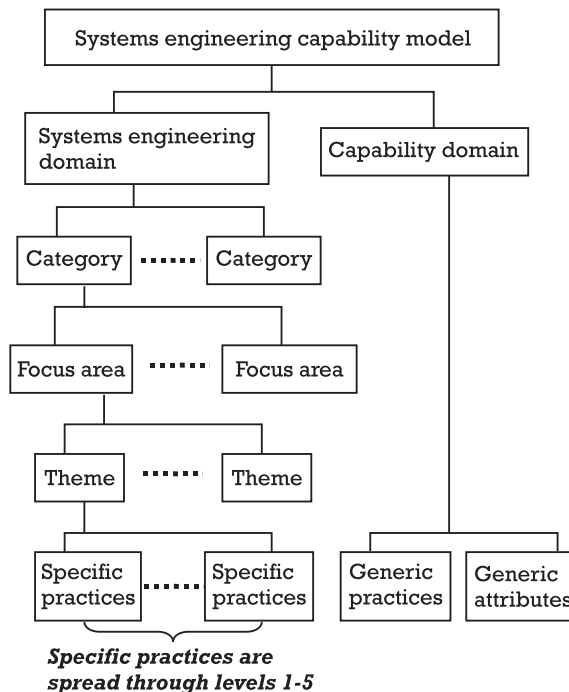 Systems engineering capability model
Systems engineering
domain
Capability domain
Category
Category
Focus area
Focus area
Theme
Theme
Specific
practices
Specific
practices
Generic
practices
Generic
attributes
Specific practices are
spread through levels 1-5